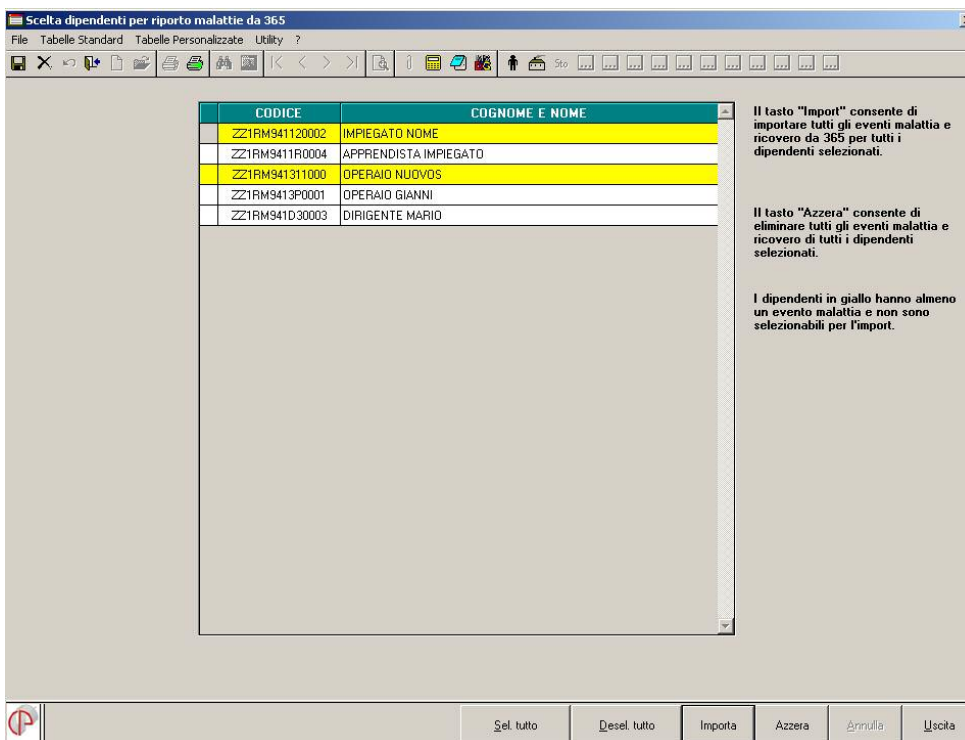 Scelta dipendenti per riporto malattie da 365
File Tabelle Standard Tabelle Personalizzate Utility ?
Sto
CODICE COGNOME E NOME
ZZ1RM941120002 IMPIEGATO NOME
ZZ1RM9411R0004 APPRENDISTA IMPIEGATO
ZZ1RM941311000 OPERAIO NUOVOS
ZZ1RM9413P0001 OPERAIO GIANNI
ZZ1RM941D30003 DIRIGENTE MARIO
Il tasto "Import" consente di
importare tutti gli eventi malattia e
ricovero da 365 per tutti i
dipendenti selezionati.
Il tasto "Azzera" consente di
eliminare tutti gli eventi malattia e
ricovero di tutti i dipendenti
selezionati.
I dipendenti in giallo hanno almeno
un evento malattia e non sono
selezionabili per l'import.
Sel. tutto Desel. tutto Importa Azzera Annulla Uscita